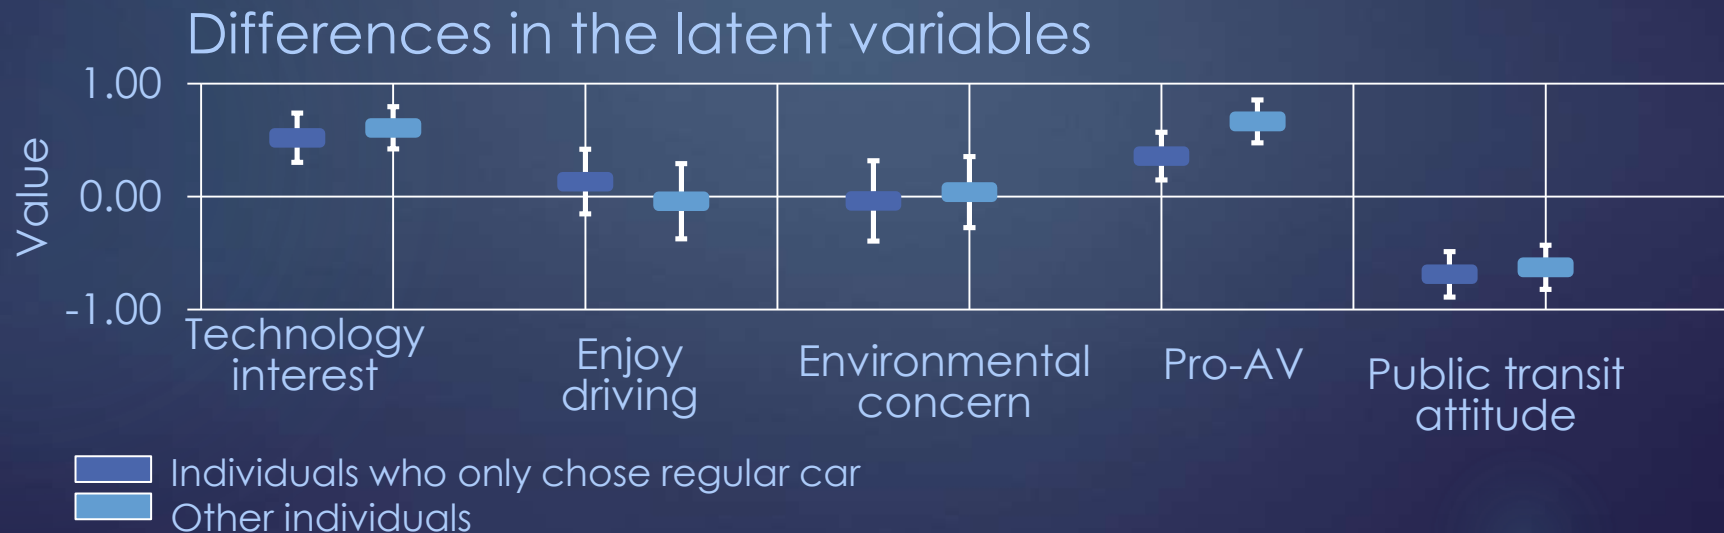 Differences in the latent variables
1.00
0.00
-1.00
Value
Technology
interest
Enjoy
driving
Environmental
concern
Pro-AV
Public transit
attitude
Individuals who only chose regular car
Other individuals